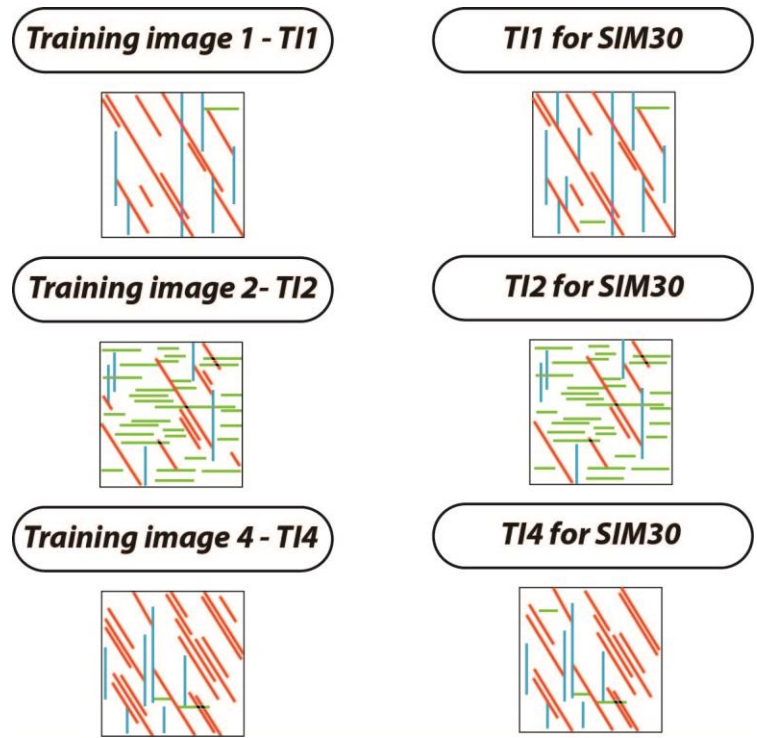 Training image 1 - TI1
TI1 for SIM30
Training image 2- TI2
TI2 for SIM30
Training image 4 - TI4
TI4 for SIM30